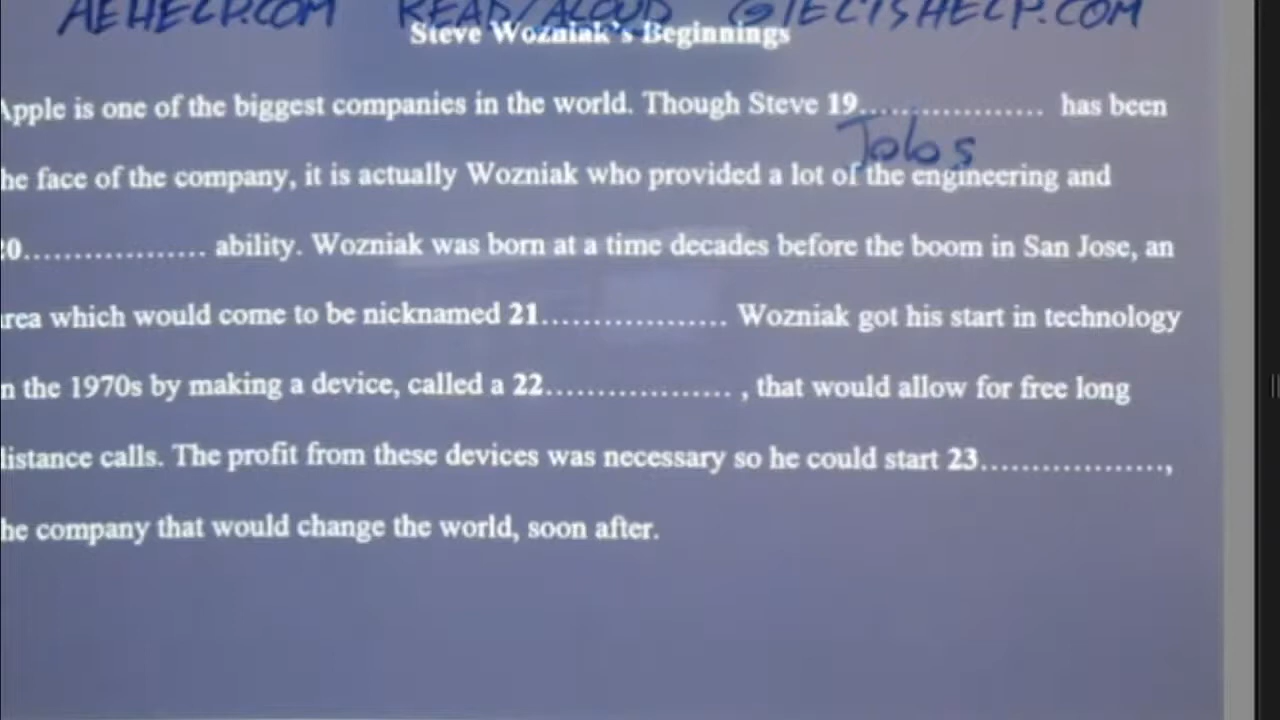 AEHELP.COM READ/ALOUD @IELTSHELP.COM
Steve Wozniak's Beginnings
Apple is one of the biggest companies in the world. Though Steve 19.................. has been
Jobs
he face of the company, it is actually Wozniak who provided a lot of the engineering and
20.................. ability. Wozniak was born at a time decades before the boom in San Jose, an
area which would come to be nicknamed 21.................. Wozniak got his start in technology
n the 1970s by making a device, called a 22.................. , that would allow for free long
distance calls. The profit from these devices was necessary so he could start 23..................,
he company that would change the world, soon after.